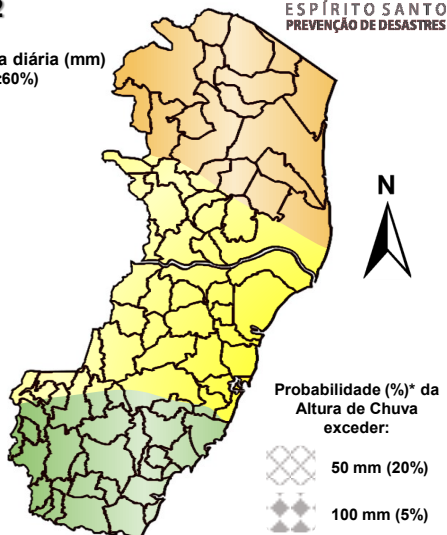 ESPÍRITO SANTO
PREVENÇÃO DE DESASTRES
a diária (mm)
60%)
N
Probabilidade (%)* da
Altura de Chuva
exceder:
50 mm (20%)
100 mm (5%)